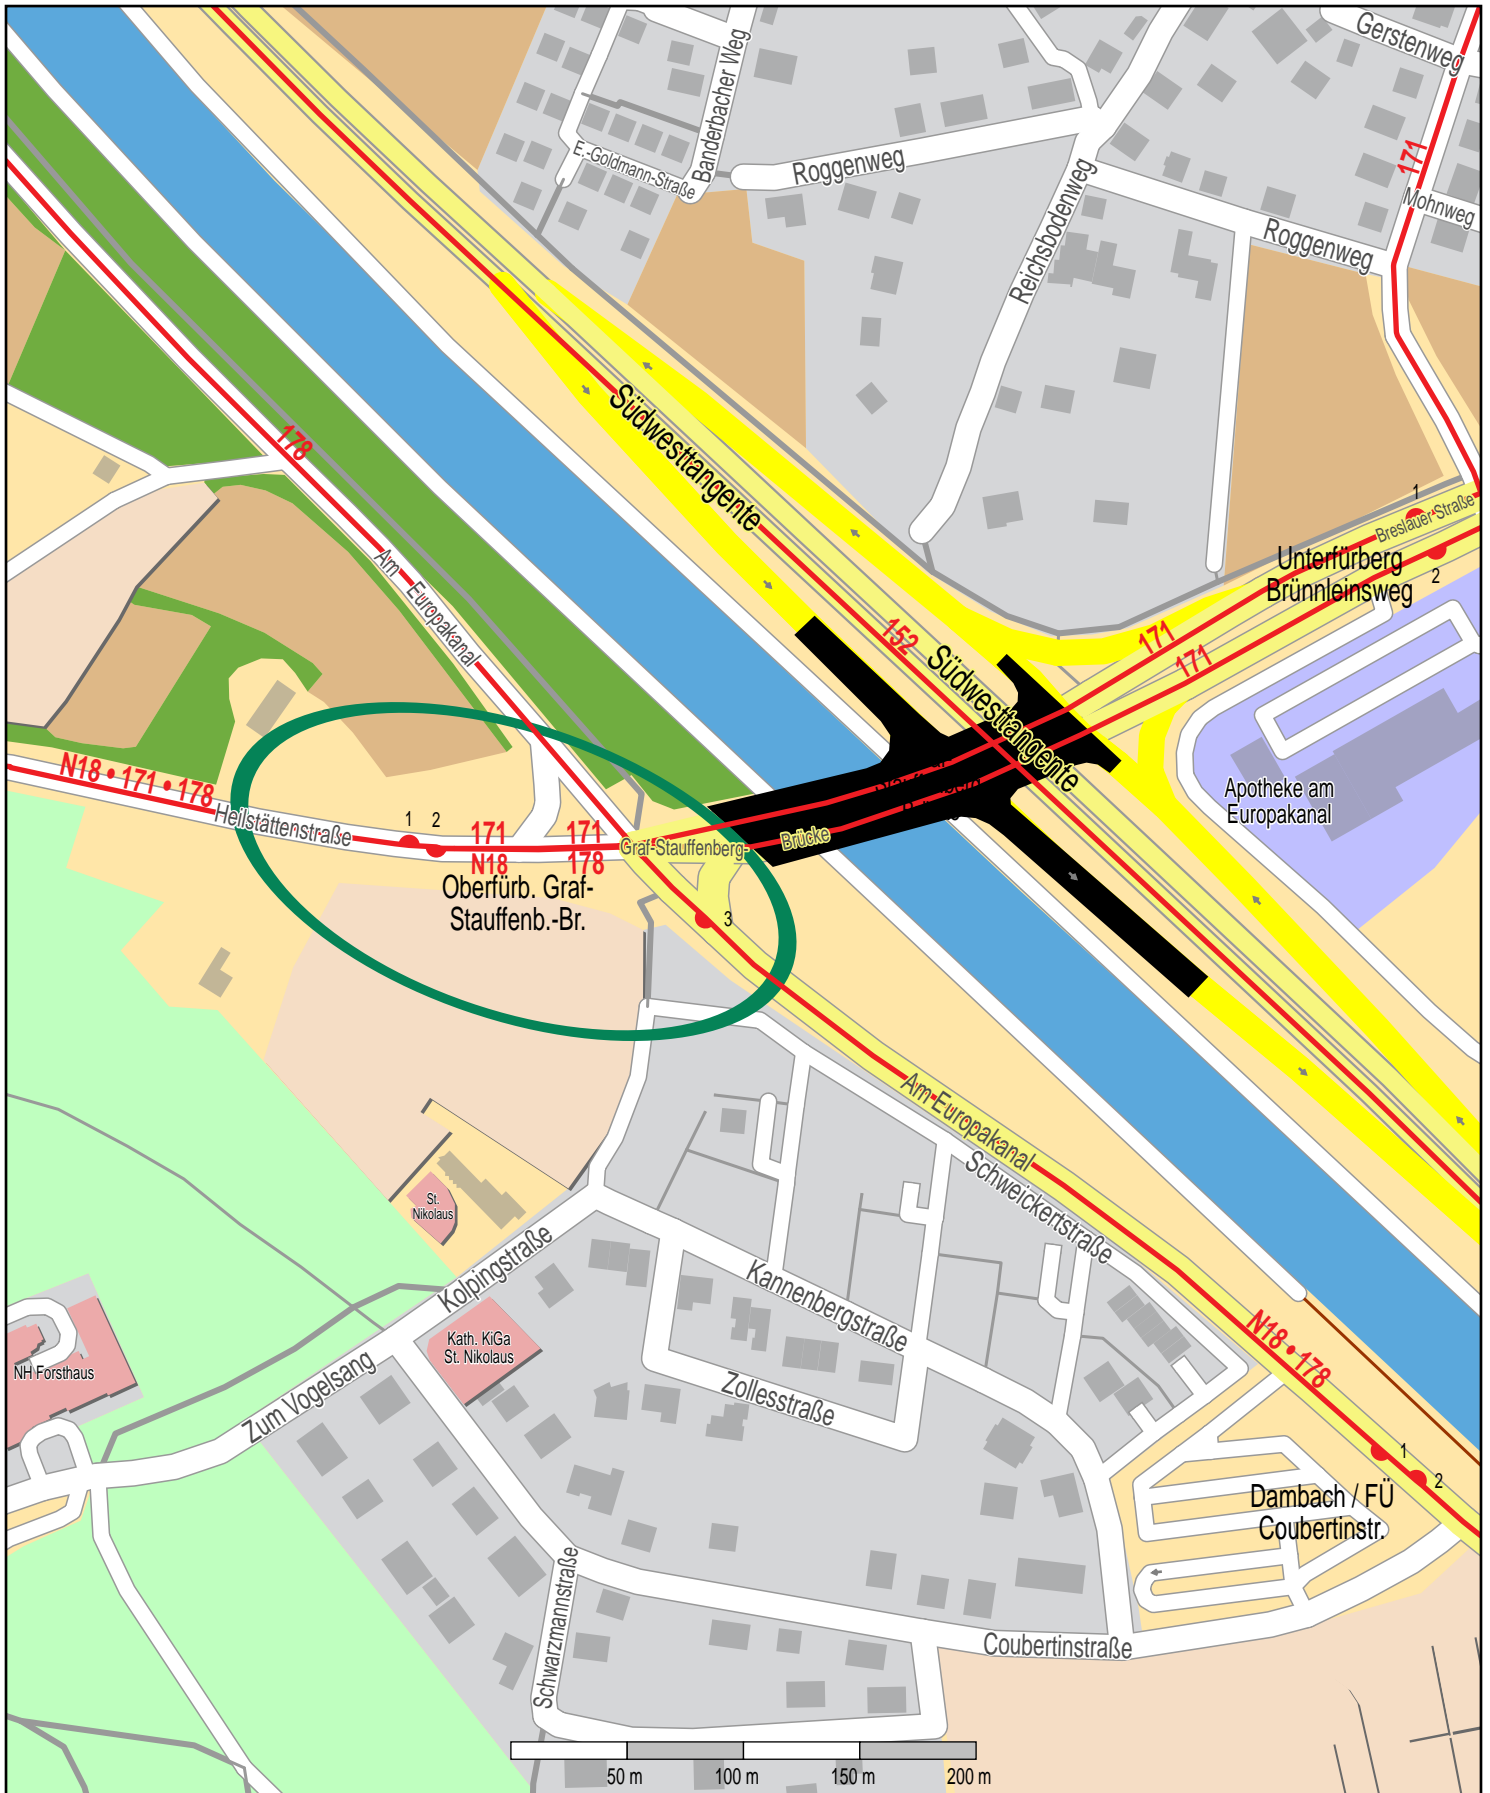 Gerstenweg
Banderbacher Weg
E.-Goldmann-Straße
Roggenweg
171
Mohnweg
Reichsbodenweg
Roggenweg
Südwesttangente
178
1
Breslauer Straße
Unterfürberg
Brünnleinsweg
2
Am Europakanal
152
171
171
Südwesttangente
N18 • 171 • 178
Heilstättenstraße
1 2
171
N18
171
178
Graf-Stauffenberg-
Brücke
Apotheke am
Europakanal
Oberfürb. Graf-
Stauffenb.-Br.
3
Am Europakanal
Schweickertstraße
St.
Nikolaus
Kolpingstraße
Kannenbergstraße
Kath. KiGa
St. Nikolaus
NH Forsthaus
Zum Vogelsang
Zollesstraße
N18 • 178
1
2
Dambach / FÜ
Coubertinstr.
Schwarzmannstraße
Coubertinstraße
50 m
100 m
150 m
200 m